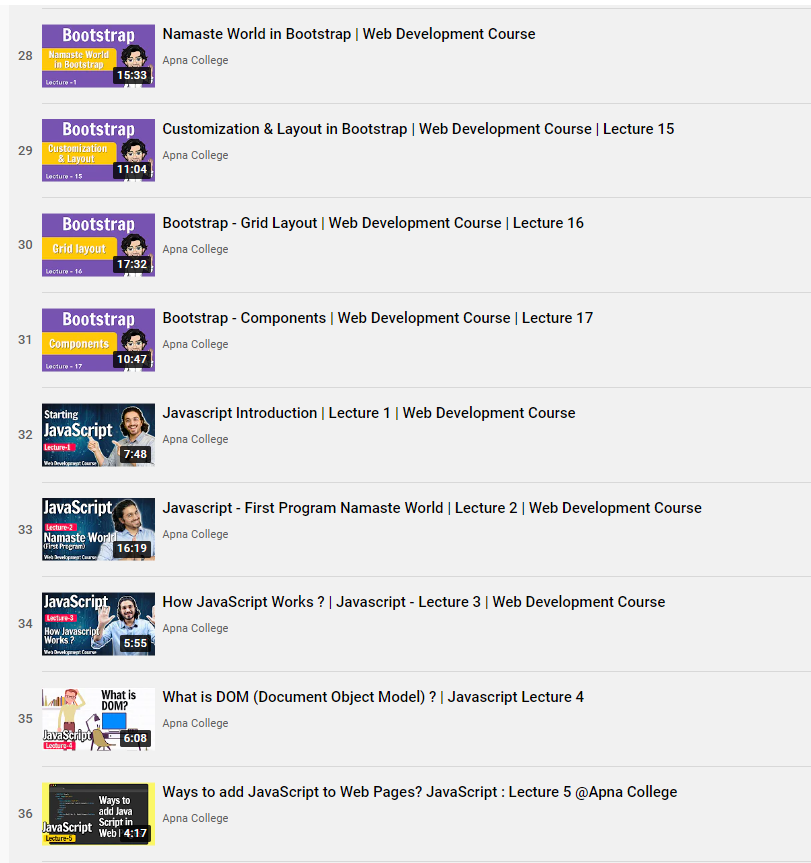 28
Bootstrap
Namaste World
in Bootstrap
Lecture -1
15:33
Namaste World in Bootstrap | Web Development Course
Apna College
29
Bootstrap
Customization
& Layout
Lecture - 15
11:04
Customization & Layout in Bootstrap | Web Development Course | Lecture 15
Apna College
30
Bootstrap
Grid layout
Lecture - 16
17:32
Bootstrap - Grid Layout | Web Development Course | Lecture 16
Apna College
31
Bootstrap
Components
Lecture - 17
10:47
Bootstrap - Components | Web Development Course | Lecture 17
Apna College
32
Starting
JavaScript
Lecture-1
Web Development Course
7:48
Javascript Introduction | Lecture 1 | Web Development Course
Apna College
33
JavaScript
Lecture-2
Namaste World
(First Program)
Web Development Course
16:19
Javascript - First Program Namaste World | Lecture 2 | Web Development Course
Apna College
34
JavaScript
Lecture-3
How Javascript
Works ?
Web Development Course
5:55
How JavaScript Works ? | Javascript - Lecture 3 | Web Development Course
Apna College
35
What is
DOM?
JavaScript
Lecture-4
6:08
What is DOM (Document Object Model) ? | Javascript Lecture 4
Apna College
36
Ways to
add Java
Script in
Web
JavaScript
Lecture-5
4:17
Ways to add JavaScript to Web Pages? JavaScript : Lecture 5 @Apna College
Apna College